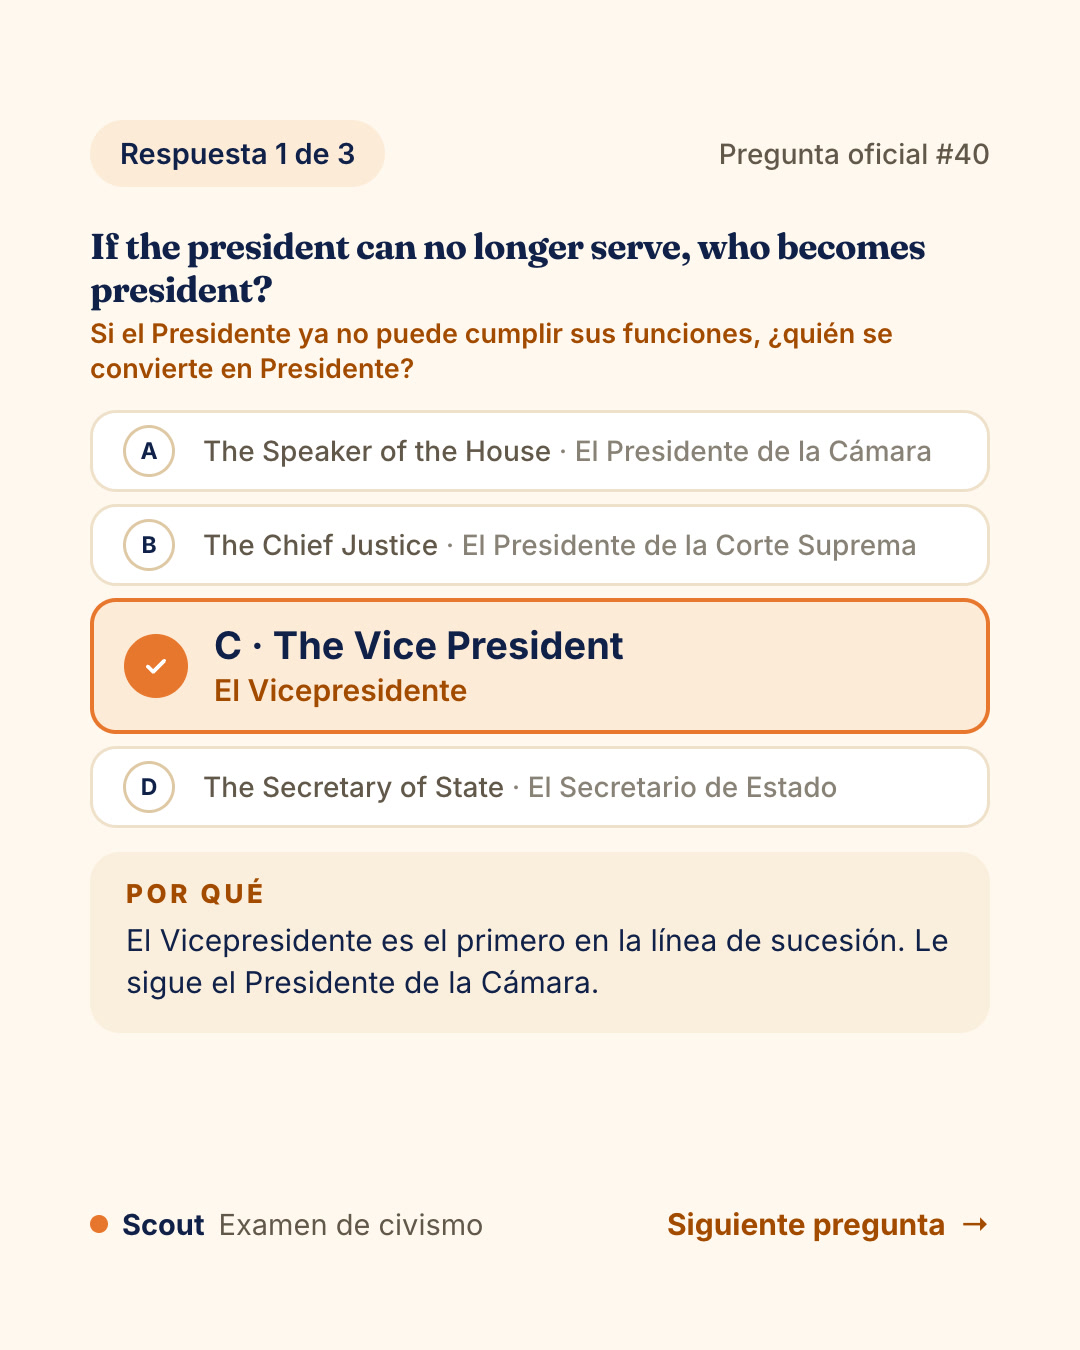 Respuesta 1 de 3
Pregunta oficial #40
If the president can no longer serve, who becomes
president?
Si el Presidente ya no puede cumplir sus funciones, ¿quién se
convierte en Presidente?
A The Speaker of the House · El Presidente de la Cámara
B The Chief Justice · El Presidente de la Corte Suprema
C · The Vice President
El Vicepresidente
D The Secretary of State · El Secretario de Estado
POR QUÉ
El Vicepresidente es el primero en la línea de sucesión. Le
sigue el Presidente de la Cámara.
Scout Examen de civismo
Siguiente pregunta →